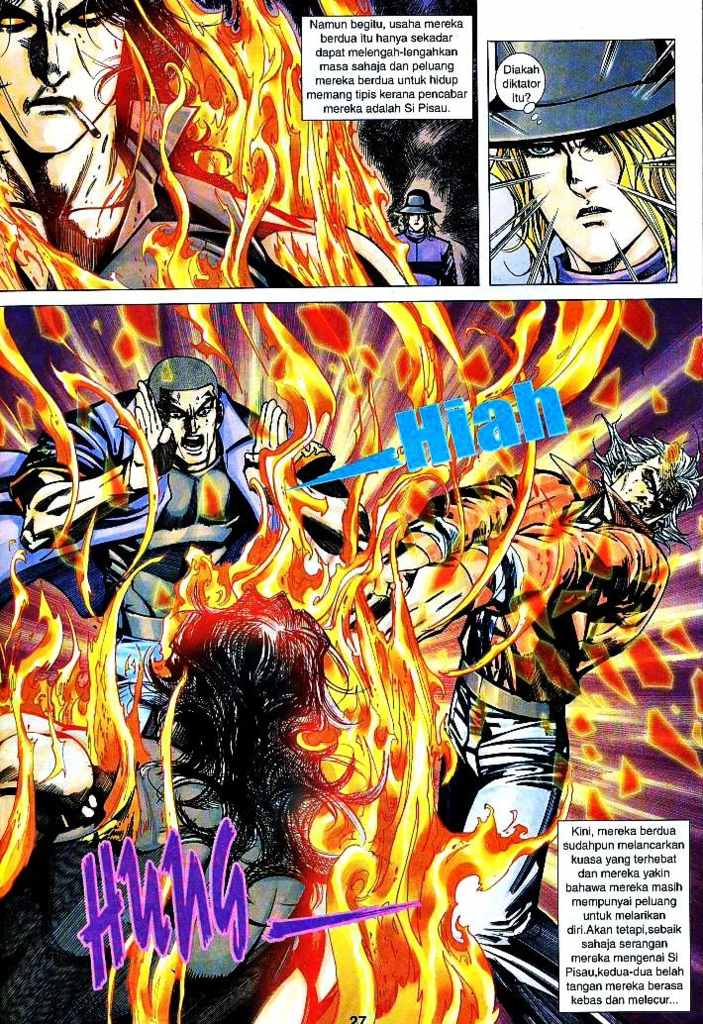 Namun begitu, usaha mereka
berdua itu hanya sekadar
dapat melengah-lengahkan
masa sahaja dan peluang
mereka berdua untuk hidup
memang tipis kerana pencabar
mereka adalah Si Pisau.
Diakah
diktator
itu?
Hiah
Hung
Kini, mereka berdua
sudahpun melancarkan
kuasa yang terhebat
dan mereka yakin
bahawa mereka masih
mempunyai peluang
untuk melarikan
diri.Akan tetapi,sebaik
sahaja serangan
mereka mengenai Si
Pisau,kedua-dua belah
tangan mereka berasa
kebas dan melecur...
27